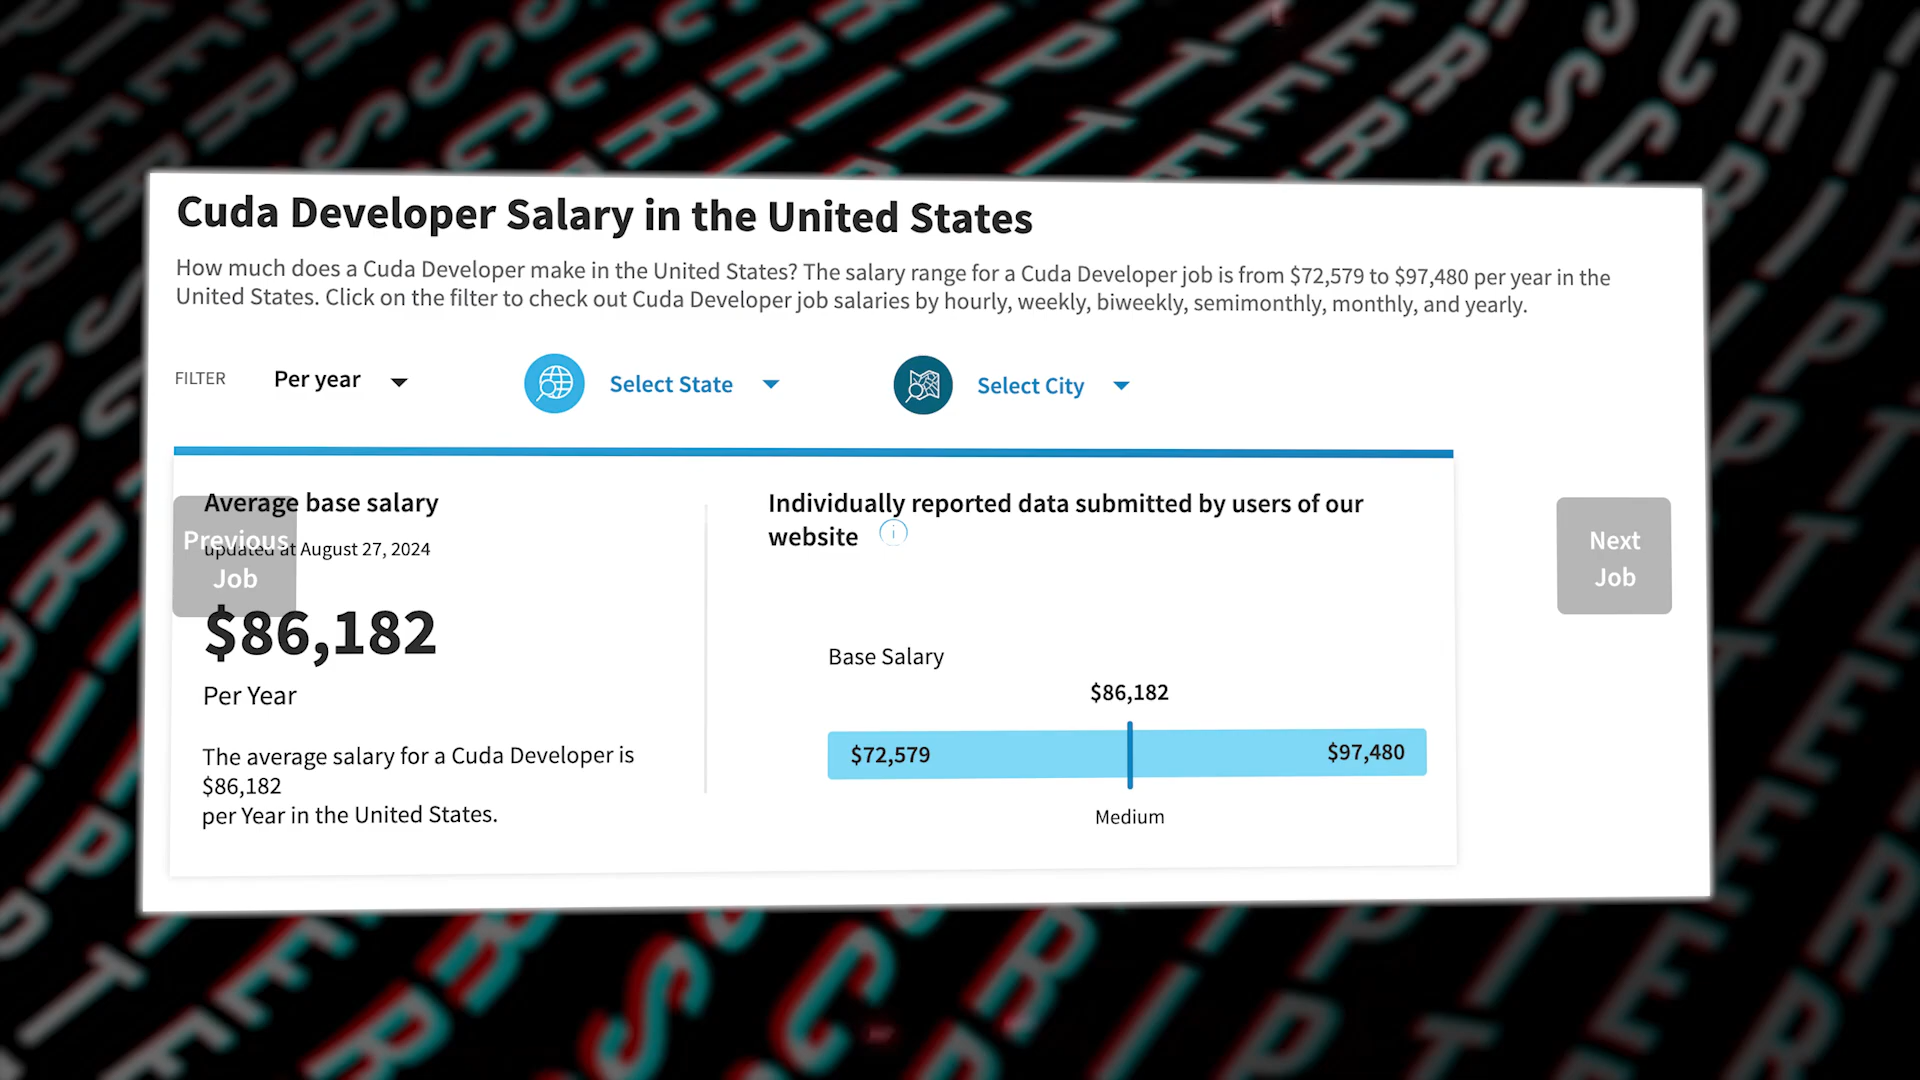 Cuda Developer Salary in the United States
How much does a Cuda Developer make in the United States? The salary range for a Cuda Developer job is from $72,579 to $97,480 per year in the
United States. Click on the filter to check out Cuda Developer job salaries by hourly, weekly, biweekly, semimonthly, monthly, and yearly.
FILTER Per year Select State Select City
Average base salary
updated at August 27, 2024
Previous
Job
$86,182
Per Year
The average salary for a Cuda Developer is
$86,182
per Year in the United States.
Individually reported data submitted by users of our
website
Base Salary
$86,182
$72,579 $97,480
Medium
Next
Job